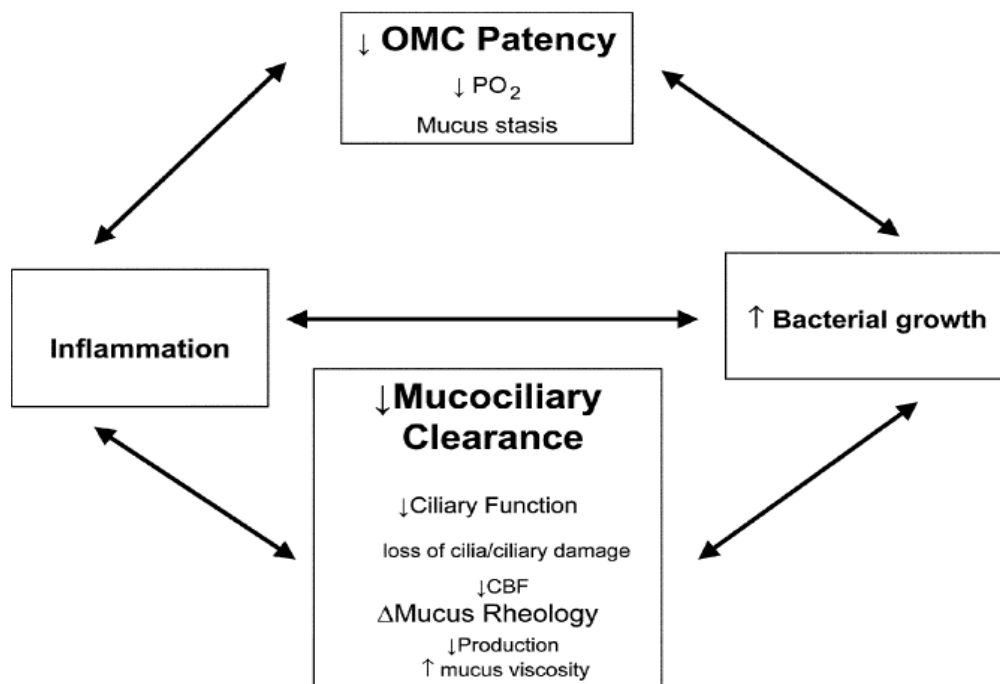 ↓ OMC Patency
↓ PO₂
Mucus stasis
Inflammation
↑ Bacterial growth
↓Mucociliary
Clearance
↓Ciliary Function
loss of cilia/ciliary damage
↓CBF
ΔMucus Rheology
↓Production
↑ mucus viscosity